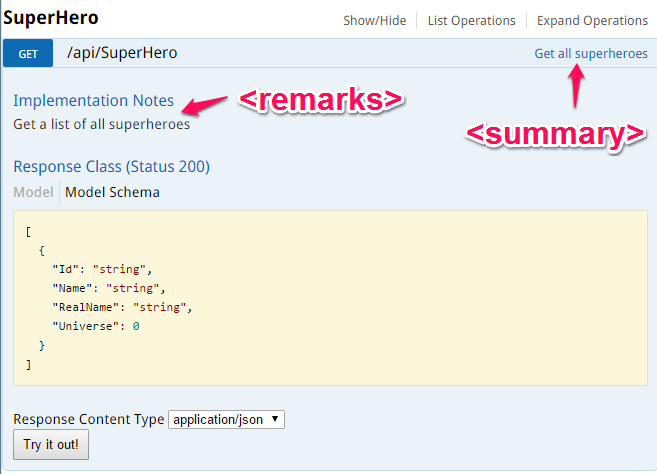 SuperHero
Show/Hide List Operations Expand Operations
GET /api/SuperHero Get all superheroes
Implementation Notes <remarks>
Get a list of all superheroes
<summary>
Response Class (Status 200)
Model Model Schema
[
{
"Id": "string",
"Name": "string",
"RealName": "string",
"Universe": 0
}
]
Response Content Type application/json
Try it out!